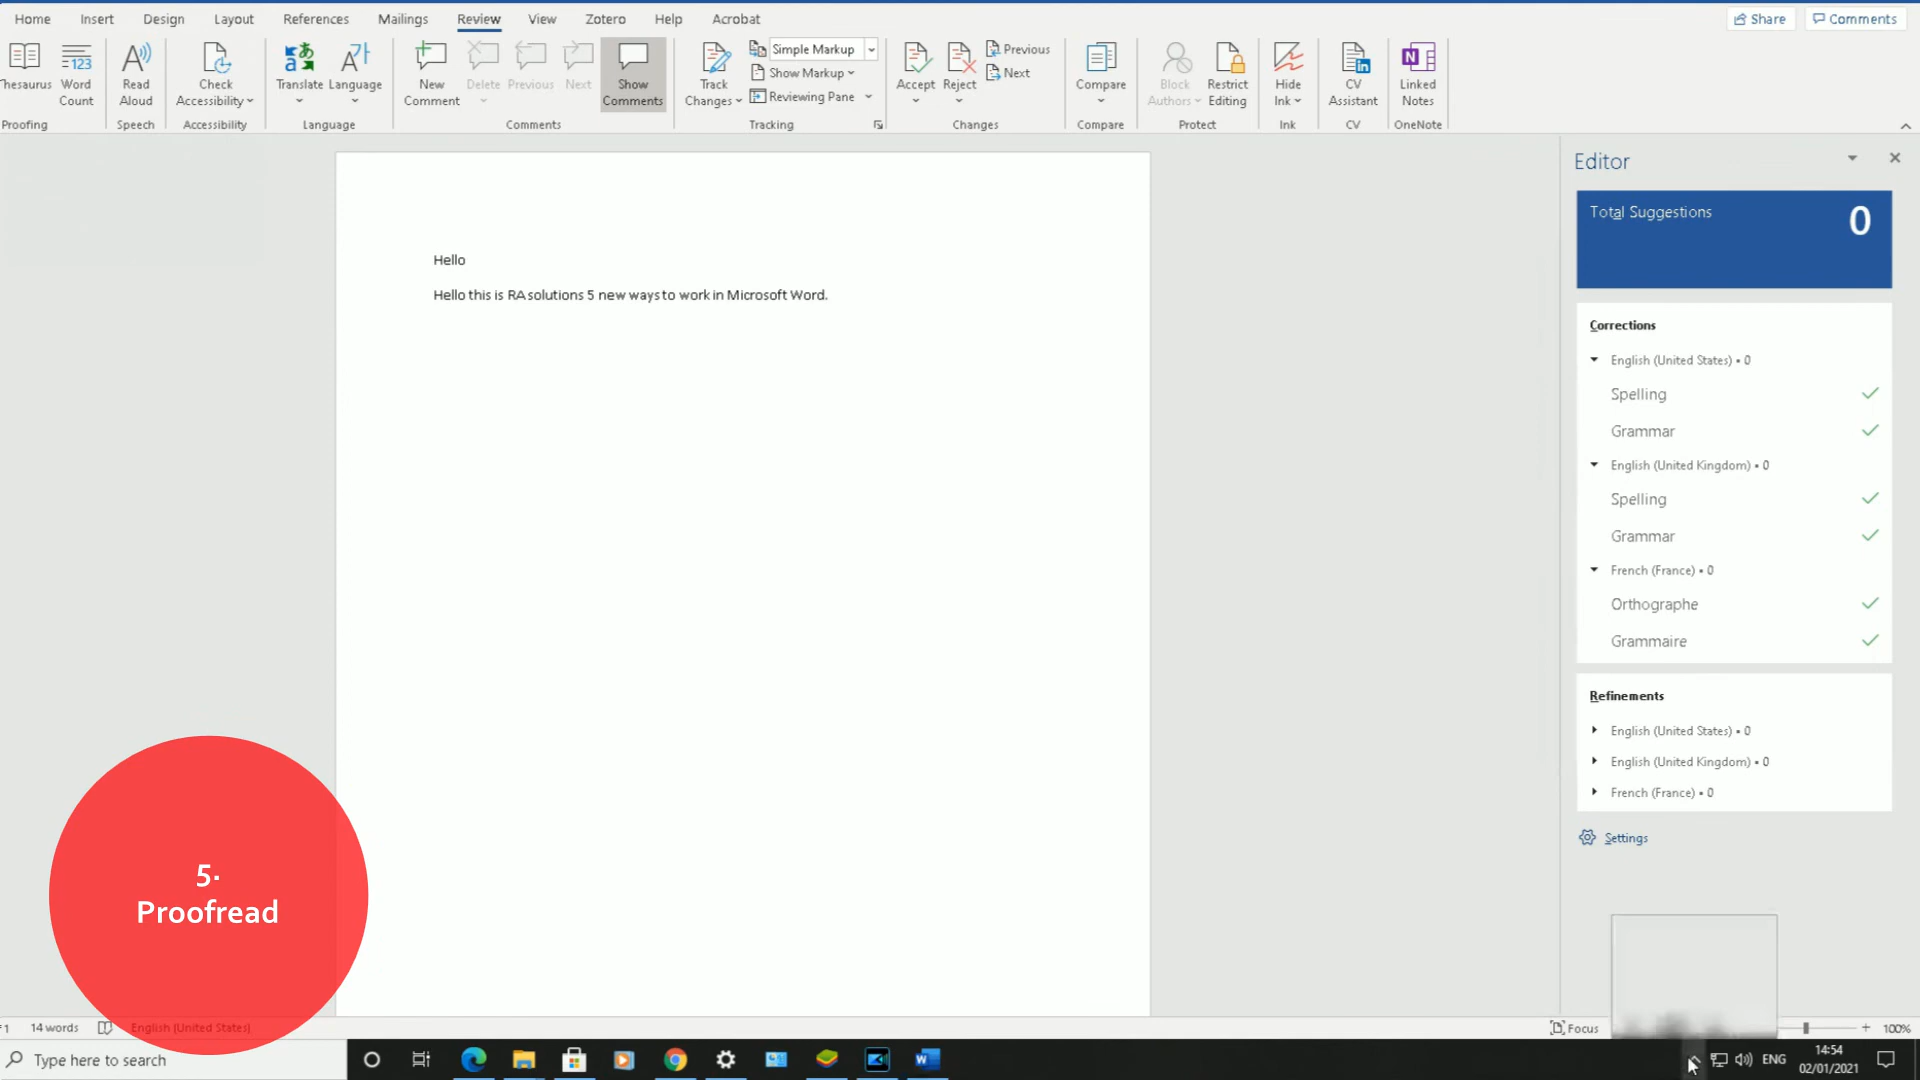 Home Insert Design Layout References Mailings Review View Zotero Help Acrobat Share Comments
Thesaurus Word Count Read Aloud Check Accessibility Translate Language New Comment Delete Previous Next Show Comments Track Changes Simple Markup Show Markup Reviewing Pane Accept Reject Previous Next Compare Block Authors Restrict Editing Hide Ink CV Assistant Linked Notes
Proofing Speech Accessibility Language Comments Tracking Changes Compare Protect Ink CV OneNote
Editor
Total Suggestions 0
Hello
Hello this is RA solutions 5 new ways to work in Microsoft Word.
Corrections
English (United States) • 0
Spelling
Grammar
English (United Kingdom) • 0
Spelling
Grammar
French (France) • 0
Orthographe
Grammaire
Refinements
English (United States) • 0
English (United Kingdom) • 0
French (France) • 0
Settings
5.
Proofread
14 words English (United States) Focus 100%
Type here to search ENG 14:54
02/01/2021